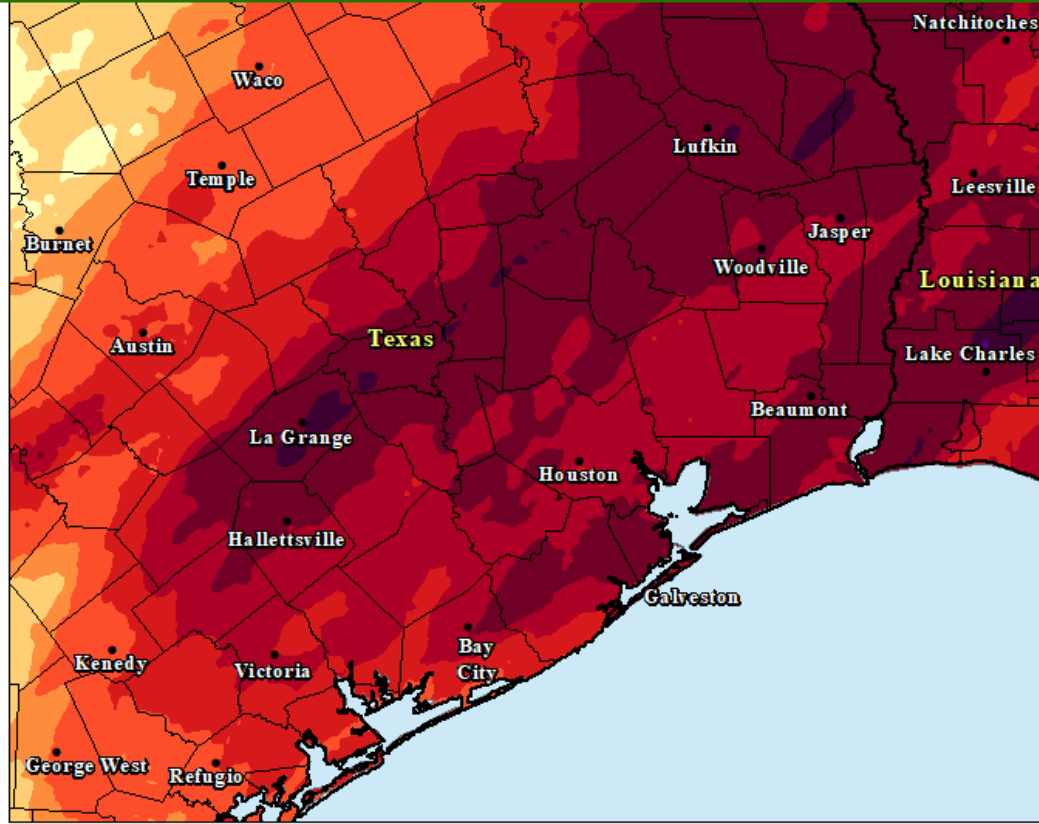 Natchitoches
Waco
Lufkin
Temple
Leesville
Burnet
Jasper
Woodville
Louisiana
Texas
Austin
Lake Charles
Beaumont
La Grange
Houston
Hallettsville
Galveston
Bay
City
Kenedy
Victoria
George West
Refugio